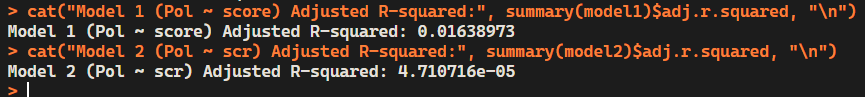 > cat("Model 1 (Pol ~ score) Adjusted R-squared:", summary(model1)$adj.r.squared, "\n")
Model 1 (Pol ~ score) Adjusted R-squared: 0.01638973
> cat("Model 2 (Pol ~ scr) Adjusted R-squared:", summary(model2)$adj.r.squared, "\n")
Model 2 (Pol ~ scr) Adjusted R-squared: 4.710716e-05
>